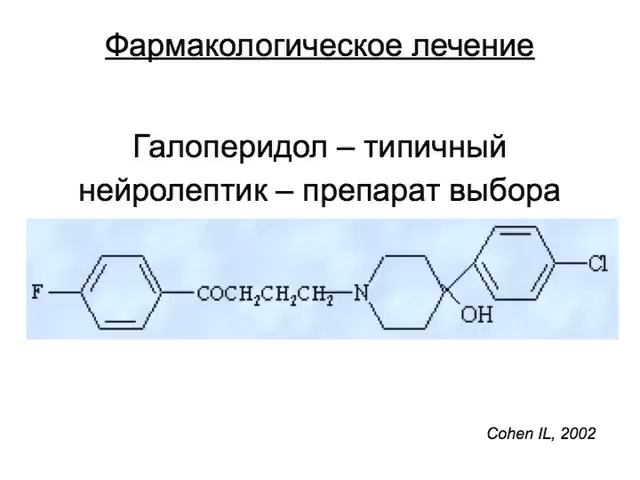 Фармакологическое лечение
Галоперидол – типичный
нейролептик – препарат выбора
F COCH₂CH₂CH₂ N OH Cl
Cohen IL, 2002